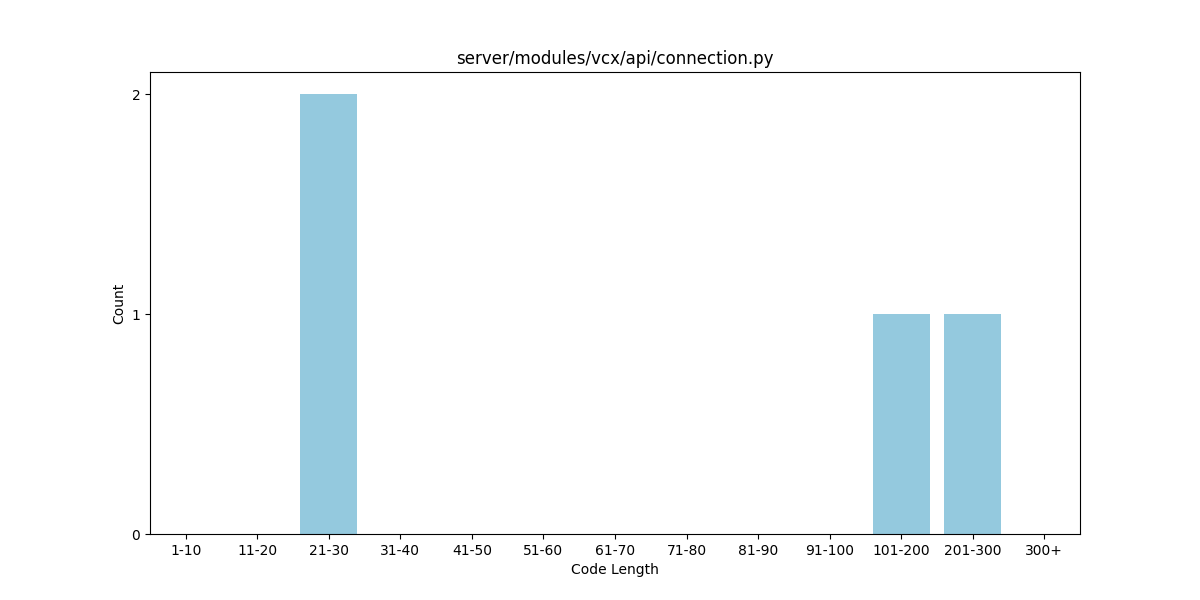 server/modules/vcx/api/connection.py
2
1
0
Count
1-10 11-20 21-30 31-40 41-50 51-60 61-70 71-80 81-90 91-100 101-200 201-300 300+
Code Length